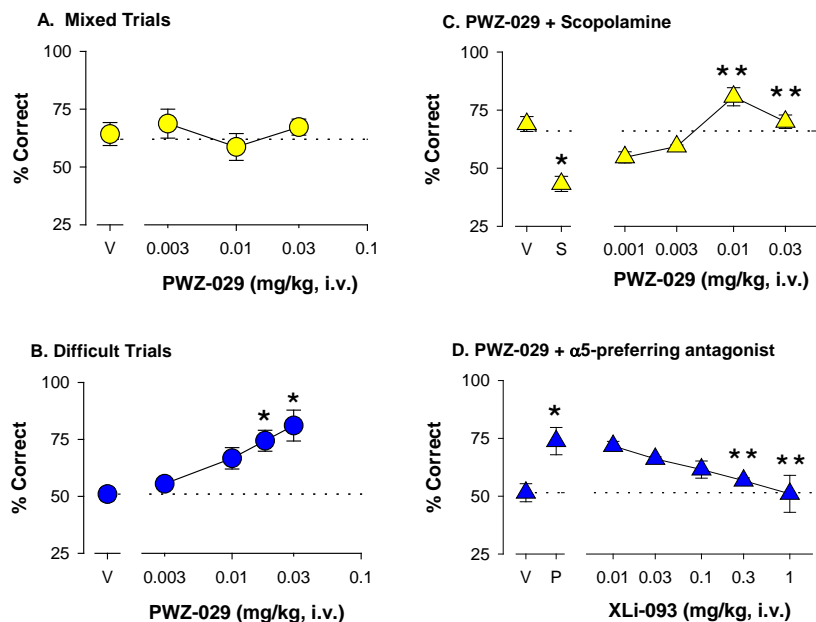 A. Mixed Trials
100
75
50
25
% Correct
V
0.003
0.01
0.03
0.1
PWZ-029 (mg/kg, i.v.)
C. PWZ-029 + Scopolamine
100
75
50
25
% Correct
*
* *
* *
V
S
0.001
0.003
0.01
0.03
PWZ-029 (mg/kg, i.v.)
B. Difficult Trials
100
75
50
25
% Correct
*
*
V
0.003
0.01
0.03
0.1
PWZ-029 (mg/kg, i.v.)
D. PWZ-029 + α5-preferring antagonist
100
75
50
25
% Correct
*
* *
* *
V
P
0.01
0.03
0.1
0.3
1
XLi-093 (mg/kg, i.v.)